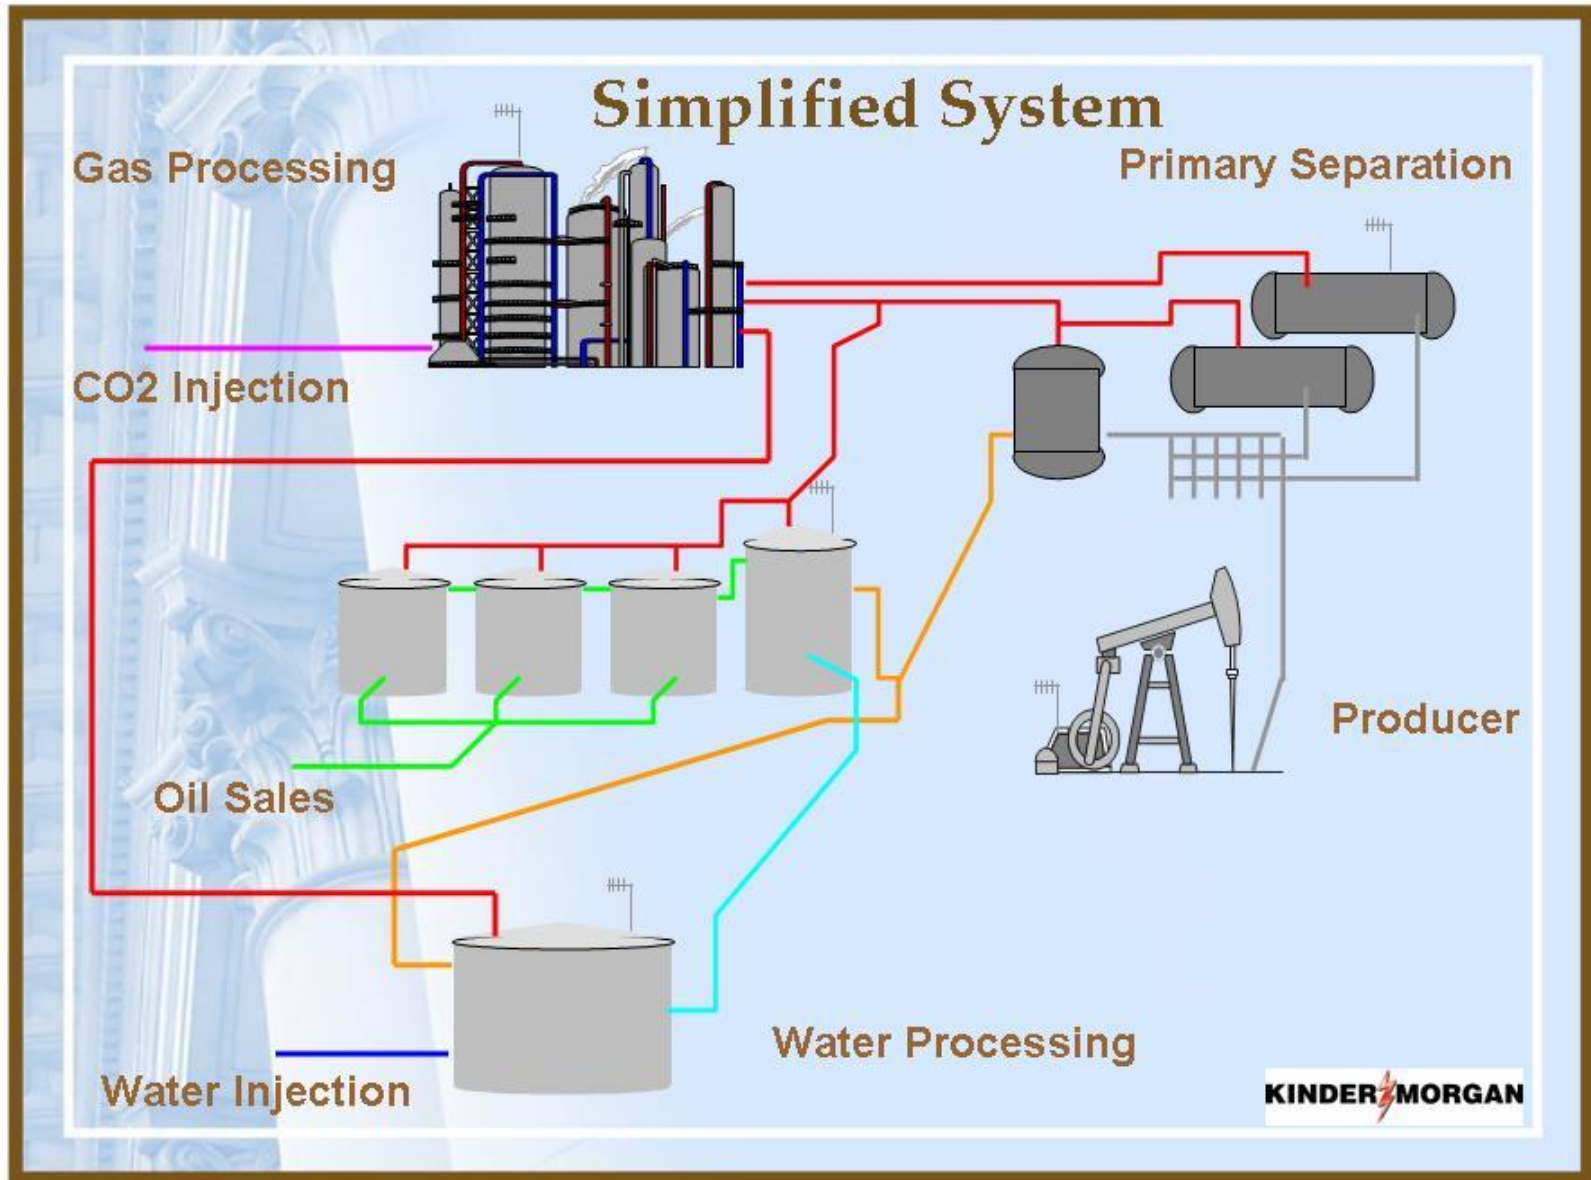 Simplified System
Gas Processing
Primary Separation
CO2 Injection
Producer
Oil Sales
Water Processing
Water Injection
KINDER MORGAN